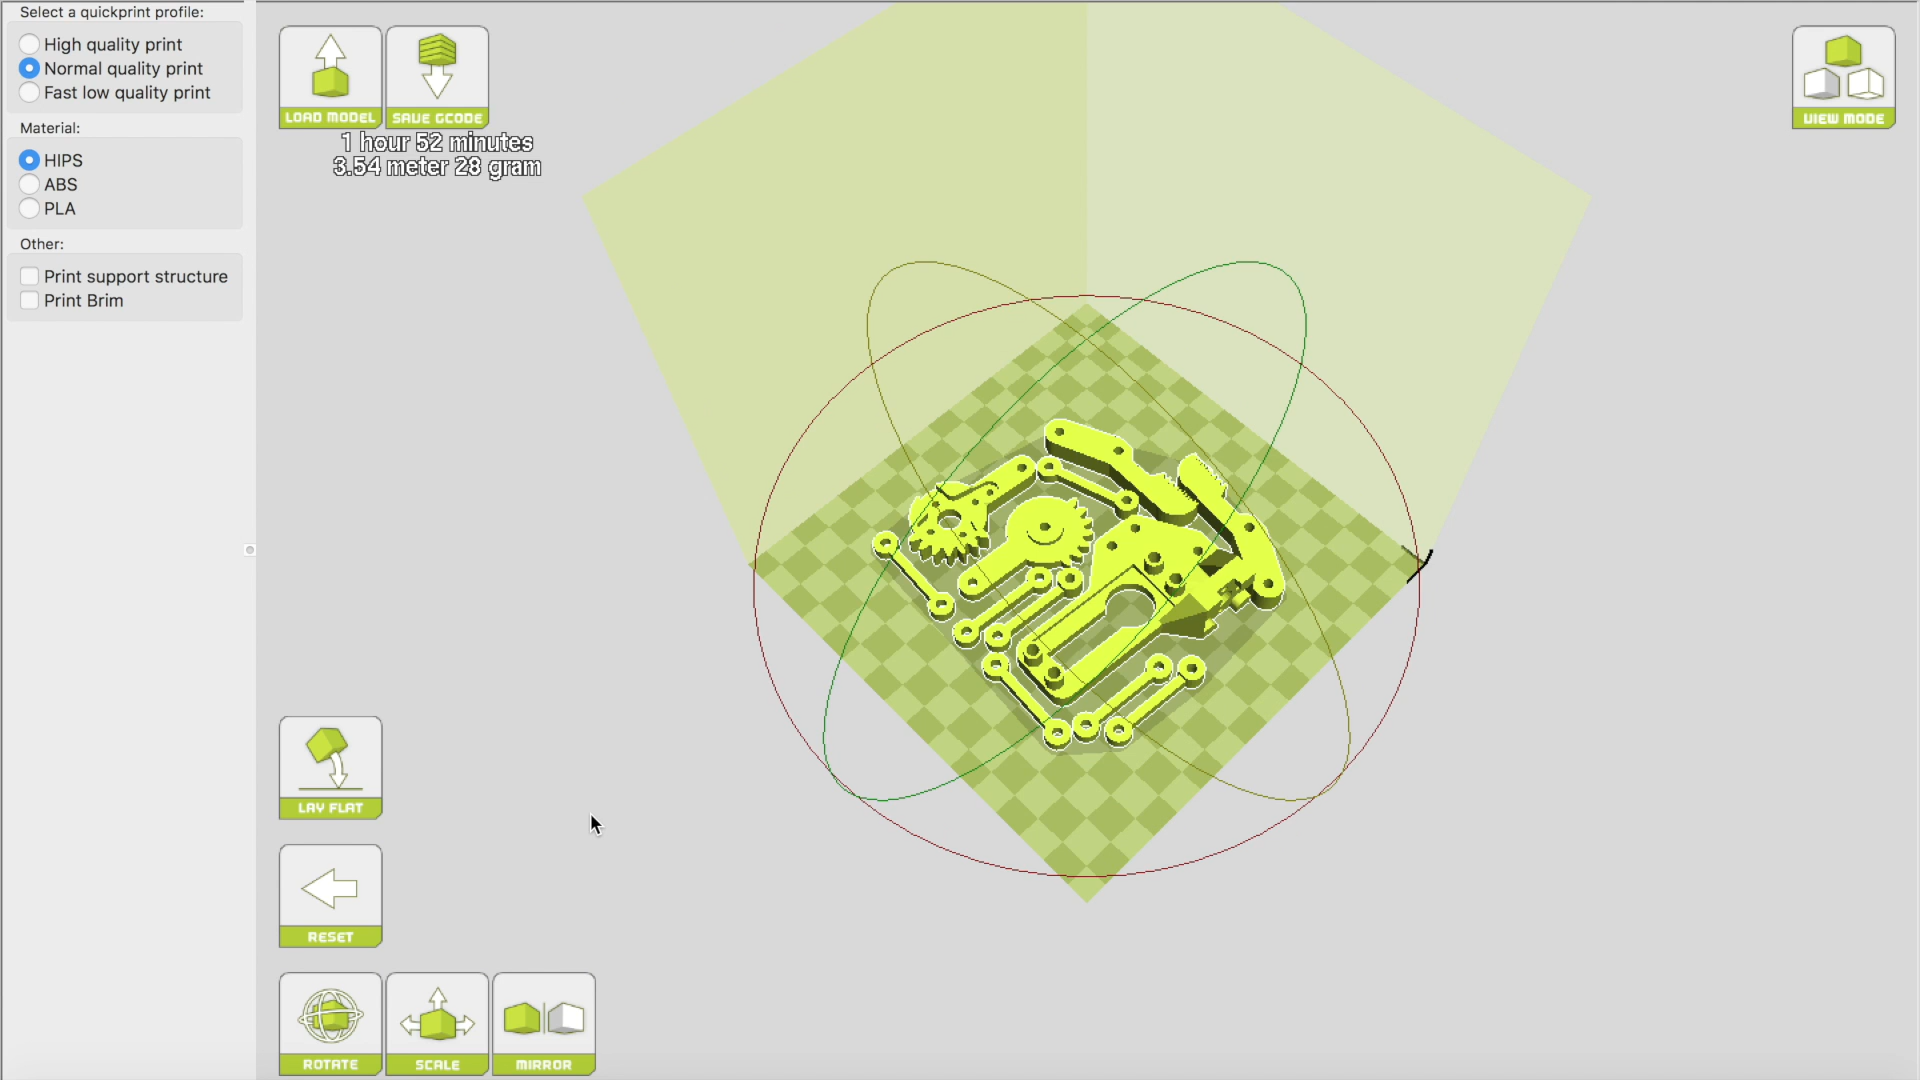 Select a quickprint profile:
High quality print
Normal quality print
Fast low quality print
Material:
HIPS
ABS
PLA
Other:
Print support structure
Print Brim
LOAD MODEL
SAVE GCODE
1 hour 52 minutes
3.54 meter 28 gram
VIEW MODE
LAY FLAT
RESET
ROTATE
SCALE
MIRROR